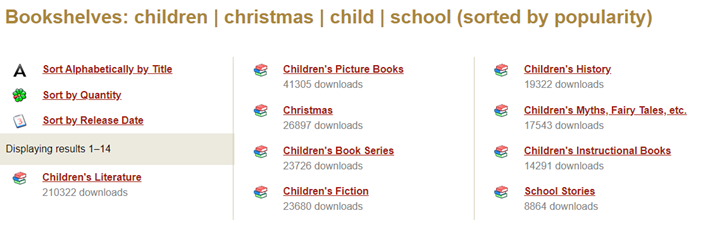 Bookshelves: children | christmas | child | school (sorted by popularity)
Sort Alphabetically by Title
Sort by Quantity
Sort by Release Date
Displaying results 1–14
Children's Literature
210322 downloads
Children's Picture Books
41305 downloads
Christmas
26897 downloads
Children's Book Series
23726 downloads
Children's Fiction
23680 downloads
Children's History
19322 downloads
Children's Myths, Fairy Tales, etc.
17543 downloads
Children's Instructional Books
14291 downloads
School Stories
8864 downloads